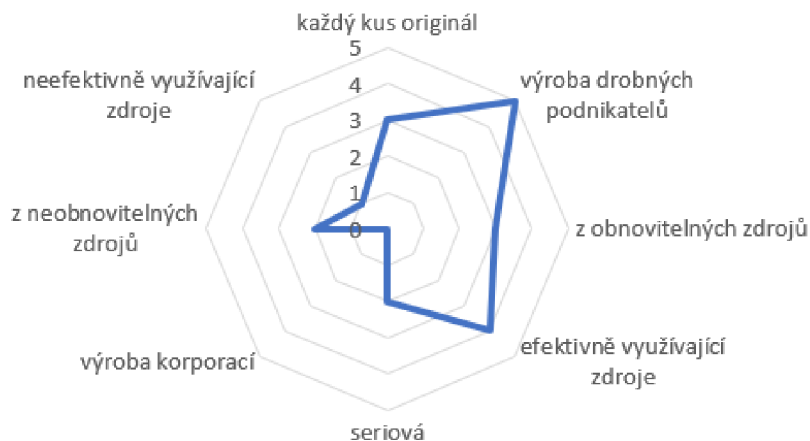 každý kus originál
5
4
3
2
1
0
výroba drobných
podnikatelů
z obnovitelných zdrojů
efektivně využívající
zdroje
seriová
výroba korporací
z neobnovitelných
zdrojů
neefektivně využívající
zdroje